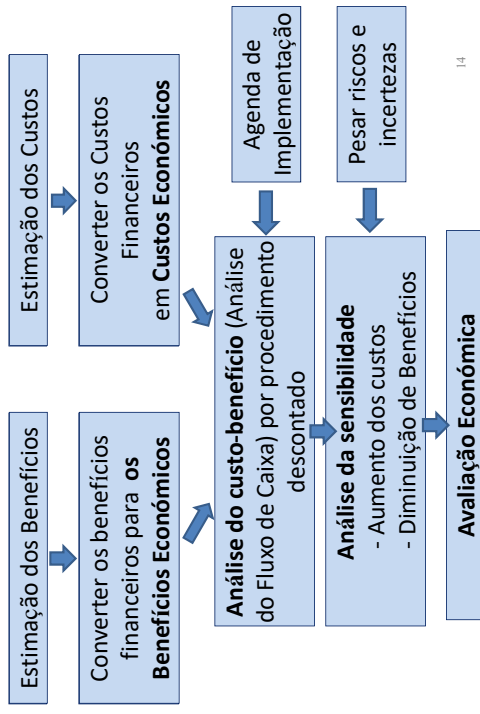 Estimação dos Benefícios
Estimação dos Custos
Converter os benefícios
financeiros para os
Benefícios Económicos
Converter os Custos
Financeiros
em Custos Económicos
Análise do custo-benefício (Análise
do Fluxo de Caixa) por procedimento
descontado
Agenda de
Implementação
Análise da sensibilidade
- Aumento dos custos
- Diminuição de Benefícios
Pesar riscos e
incertezas
Avaliação Económica
14